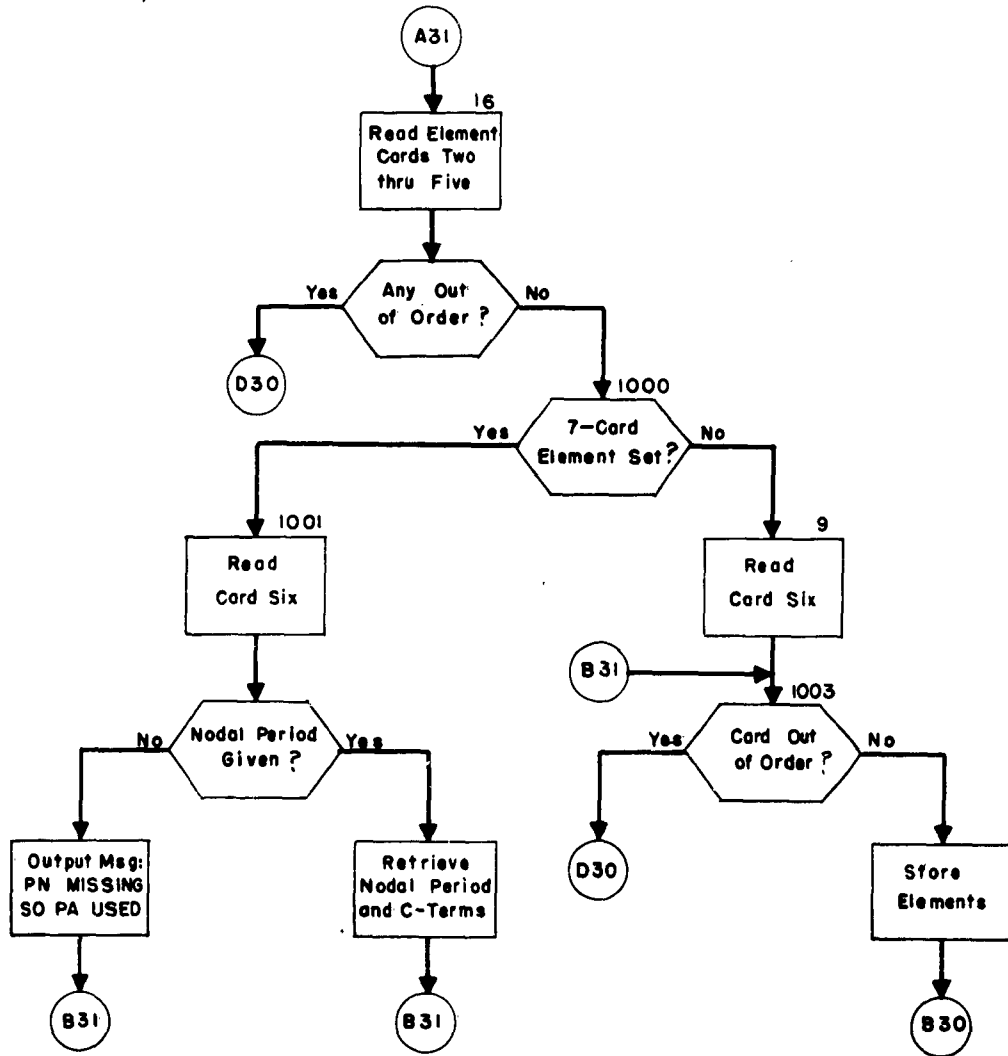 A31
16
Read Element
Cards Two
thru Five
Yes
Any Out
of Order?
No
D30
1000
Yes
7-Card
Element Set?
No
1001
Read
Card Six
9
Read
Card Six
B31
1003
No
Nodal Period
Given?
Yes
Yes
Card Out
of Order?
No
Output Msg:
PN MISSING
SO PA USED
Retrieve
Nodal Period
and C-Terms
D30
Store
Elements
B31
B31
B30